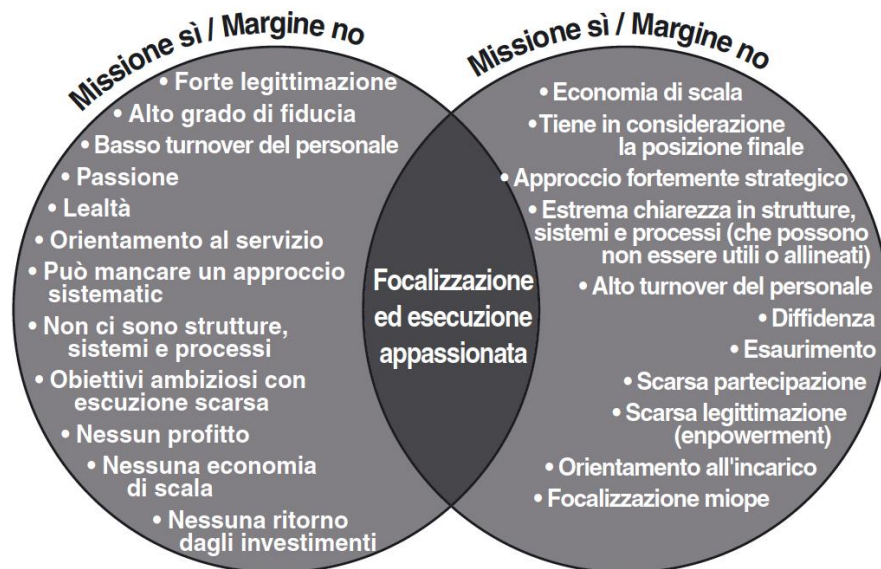 Missione sì / Margine no
• Forte legittimazione
• Alto grado di fiducia
• Basso turnover del personale
• Passione
• Lealtà
• Orientamento al servizio
• Può mancare un approccio
sistematic
• Non ci sono strutture,
sistemi e processi
• Obiettivi ambiziosi con
escuzione scarsa
• Nessun profitto
• Nessuna economia
di scala
• Nessuna ritorno
dagli investimenti
Focalizzazione
ed esecuzione
appassionata
Missione sì / Margine no
• Economia di scala
• Tiene in considerazione
la posizione finale
• Approccio fortemente strategico
• Estrema chiarezza in strutture,
sistemi e processi (che possono
non essere utili o allineati)
• Alto turnover del personale
• Diffidenza
• Esaurimento
• Scarsa partecipazione
• Scarsa legittimazione
(enpowerment)
• Orientamento all'incarico
• Focalizzazione miope